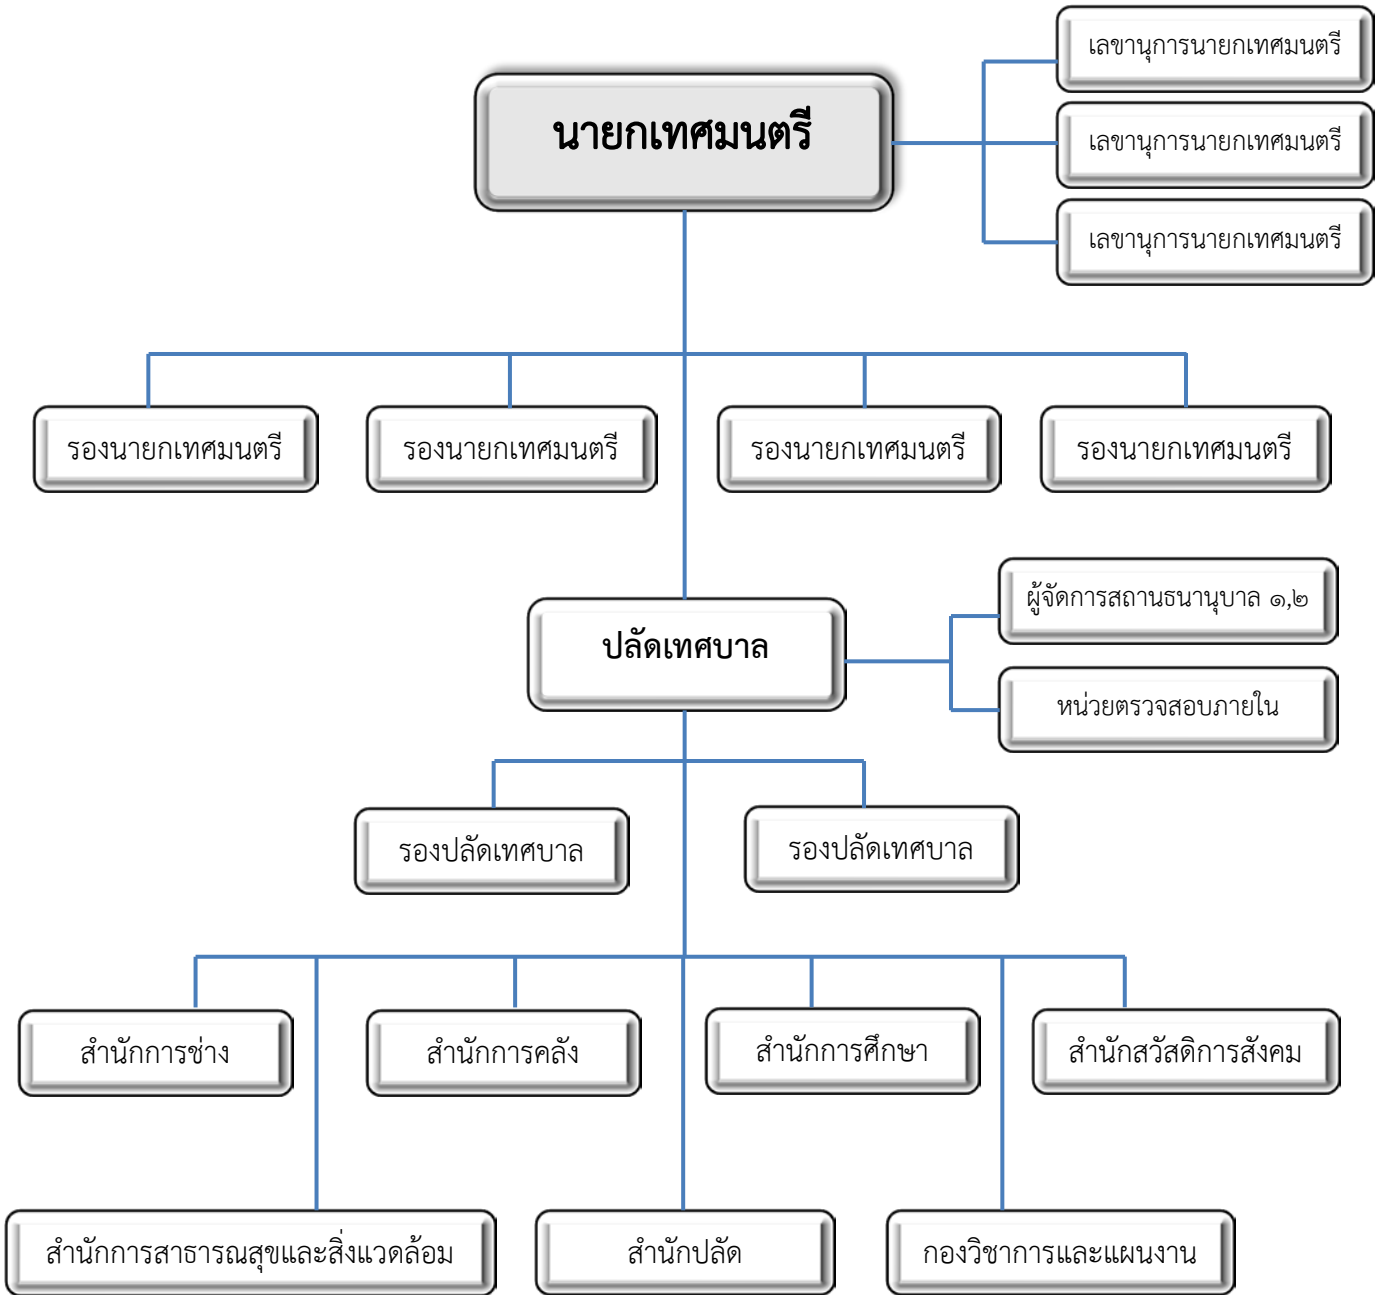 เลขานุการนายกเทศมนตรี
นายกเทศมนตรี
เลขานุการนายกเทศมนตรี
เลขานุการนายกเทศมนตรี
รองนายกเทศมนตรี
รองนายกเทศมนตรี
รองนายกเทศมนตรี
รองนายกเทศมนตรี
ผู้จัดการสถานธนานุบาล ๑,๒
ปลัดเทศบาล
หน่วยตรวจสอบภายใน
รองปลัดเทศบาล
รองปลัดเทศบาล
สำนักการช่าง
สำนักการคลัง
สำนักการศึกษา
สำนักสวัสดิการสังคม
สำนักการสาธารณสุขและสิ่งแวดล้อม
สำนักปลัด
กองวิชาการและแผนงาน